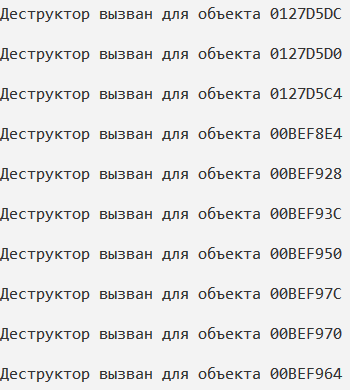 Деструктор вызван для объекта 0127D5DC
Деструктор вызван для объекта 0127D5D0
Деструктор вызван для объекта 0127D5C4
Деструктор вызван для объекта 00BEF8E4
Деструктор вызван для объекта 00BEF928
Деструктор вызван для объекта 00BEF93C
Деструктор вызван для объекта 00BEF950
Деструктор вызван для объекта 00BEF97C
Деструктор вызван для объекта 00BEF970
Деструктор вызван для объекта 00BEF964